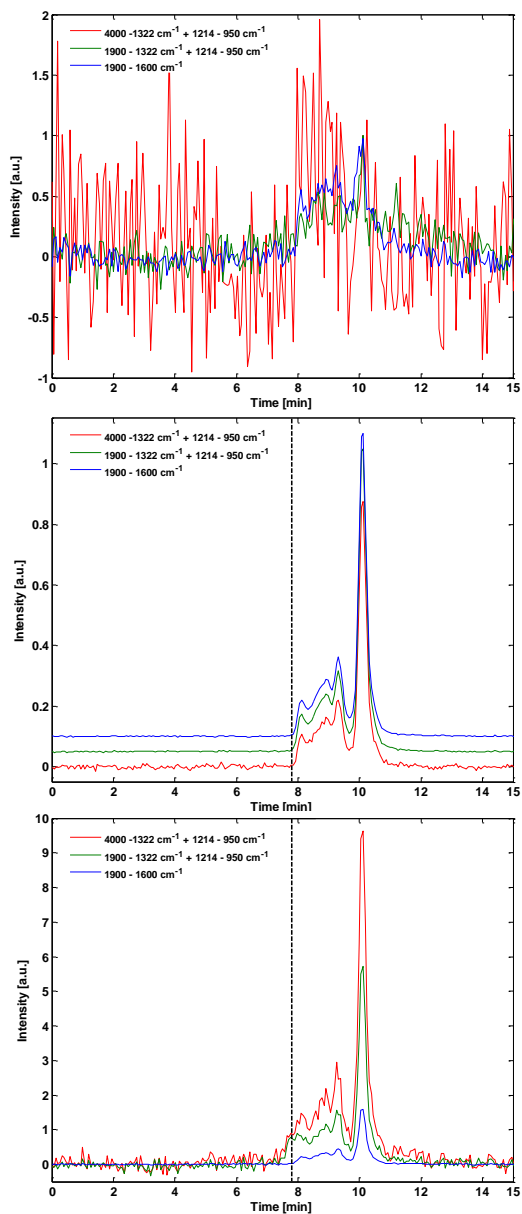 2
1.5
1
0.5
0
-0.5
-1
Intensity [a.u.]
4000 -1322 cm⁻¹ + 1214 - 950 cm⁻¹
1900 - 1322 cm⁻¹ + 1214 - 950 cm⁻¹
1900 - 1600 cm⁻¹
0 2 4 6 8 10 12 14 15
Time [min]
1
0.8
0.6
0.4
0.2
0
Intensity [a.u.]
4000 -1322 cm⁻¹ + 1214 - 950 cm⁻¹
1900 - 1322 cm⁻¹ + 1214 - 950 cm⁻¹
1900 - 1600 cm⁻¹
0 2 4 6 8 10 12 14 15
Time [min]
10
9
8
7
6
5
4
3
2
1
0
Intensity [a.u.]
4000 -1322 cm⁻¹ + 1214 - 950 cm⁻¹
1900 - 1322 cm⁻¹ + 1214 - 950 cm⁻¹
1900 - 1600 cm⁻¹
0 2 4 6 8 10 12 14 15
Time [min]